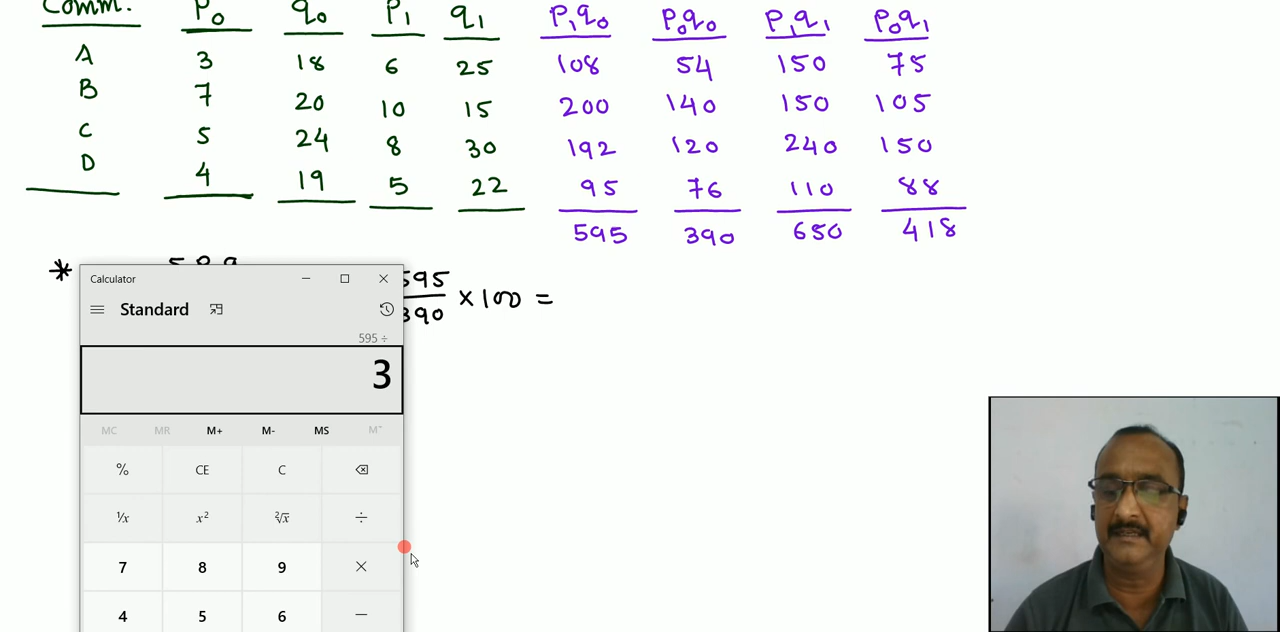 Comm. P₀ q₀ P₁ q₁ P₁q₀ P₀q₀ P₁q₁ P₀q₁
A 3 18 6 25 108 54 150 75
B 7 20 10 15 200 140 150 105
C 5 24 8 30 192 120 240 150
D 4 19 5 22 95 76 110 88
595 390 650 418
*
595
390 × 100 =
Calculator
Standard
595 ÷
3
MC MR M+ M- MS M˅
% CE C
¹/x x² ²√x ÷
7 8 9 ×
4 5 6 −